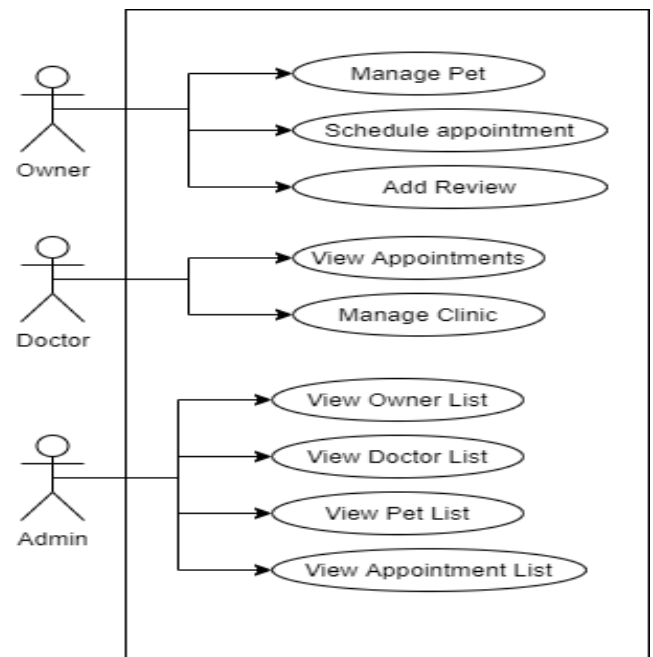 Manage Pet
Owner
Schedule appointment
Add Review
Doctor
View Appointments
Manage Clinic
Admin
View Owner List
View Doctor List
View Pet List
View Appointment List